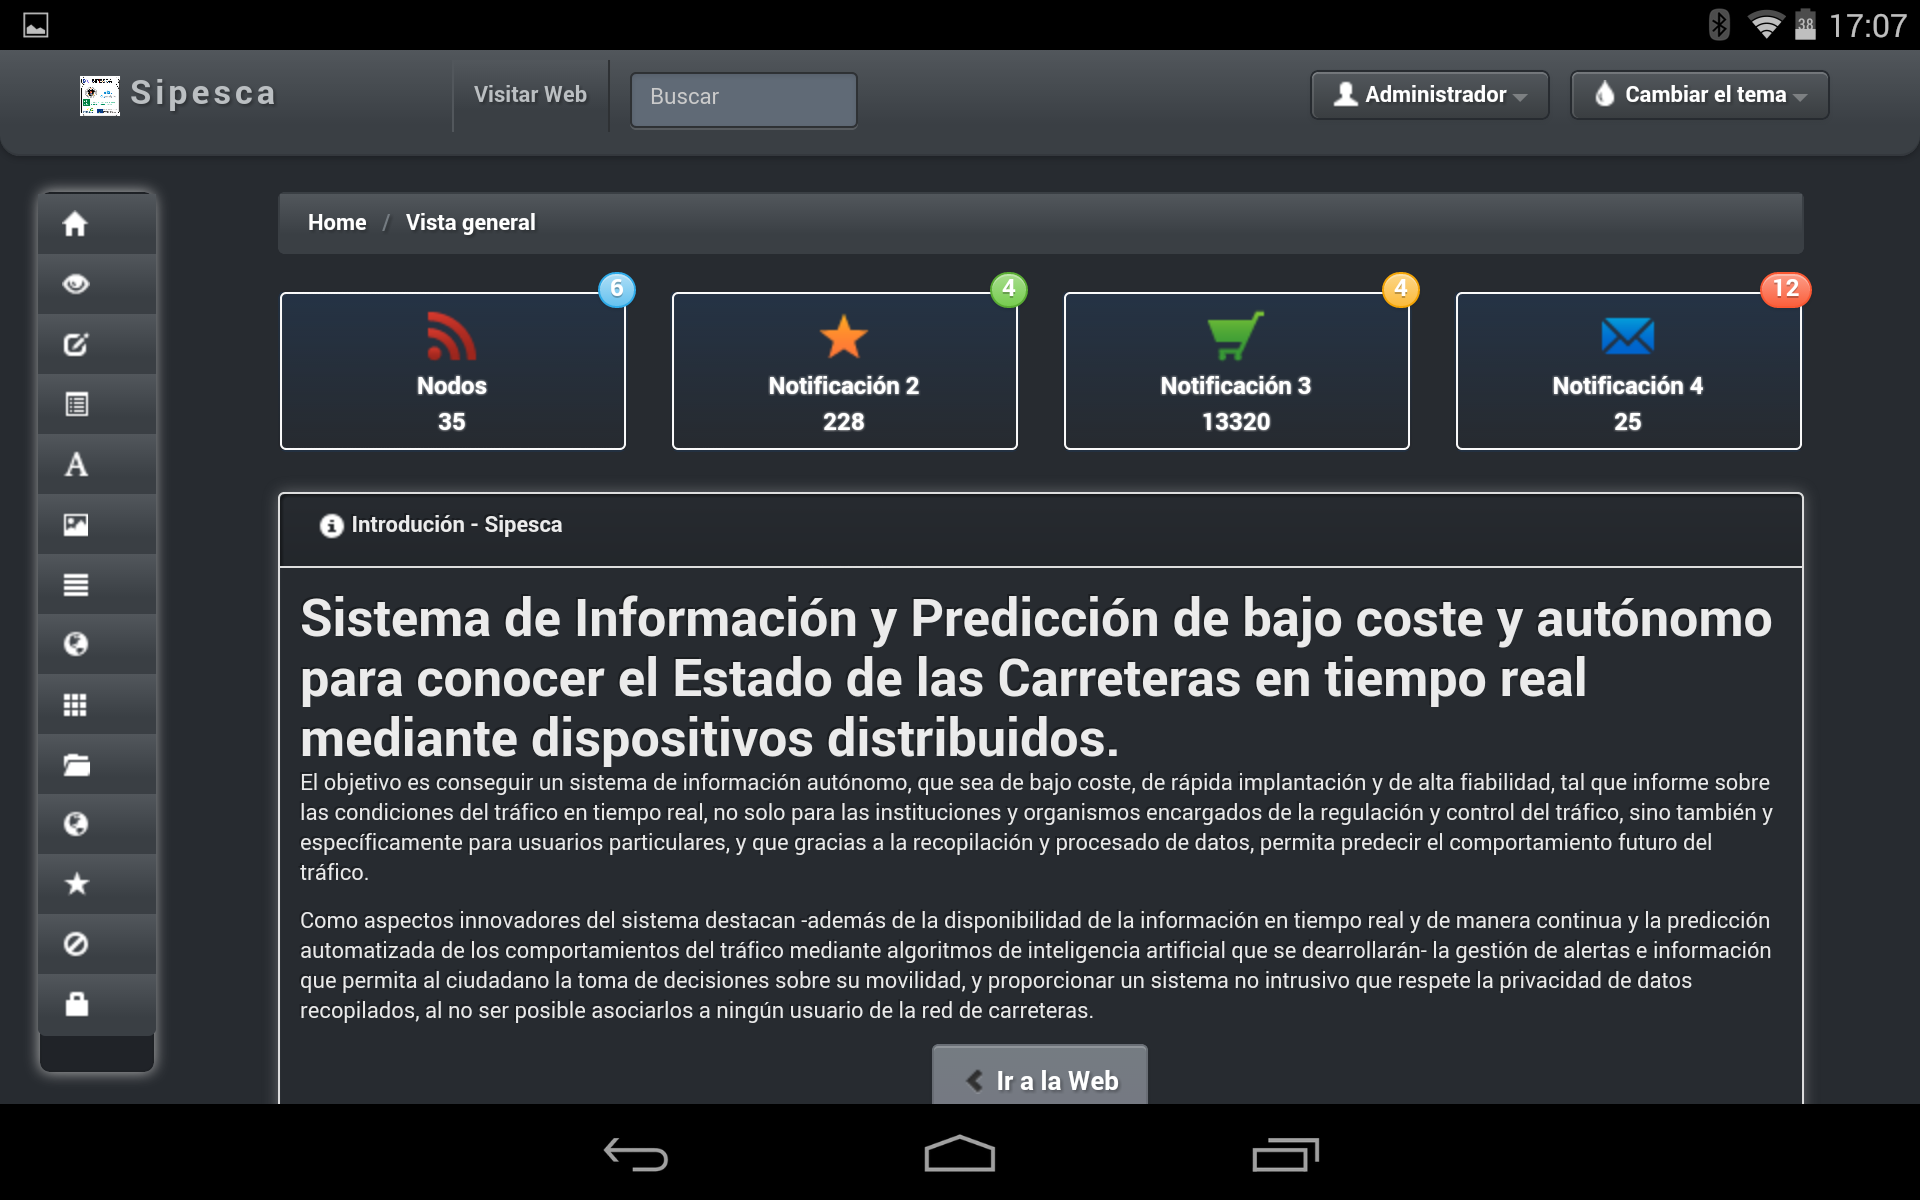 38 17:07
Sipesca
Visitar Web
Buscar
Administrador
Cambiar el tema
Home / Vista general
6
Nodos
35
4
Notificación 2
228
4
Notificación 3
13320
12
Notificación 4
25
Introdución - Sipesca
Sistema de Información y Predicción de bajo coste y autónomo
para conocer el Estado de las Carreteras en tiempo real
mediante dispositivos distribuidos.
El objetivo es conseguir un sistema de información autónomo, que sea de bajo coste, de rápida implantación y de alta fiabilidad, tal que informe sobre
las condiciones del tráfico en tiempo real, no solo para las instituciones y organismos encargados de la regulación y control del tráfico, sino también y
específicamente para usuarios particulares, y que gracias a la recopilación y procesado de datos, permita predecir el comportamiento futuro del
tráfico.
Como aspectos innovadores del sistema destacan -además de la disponibilidad de la información en tiempo real y de manera continua y la predicción
automatizada de los comportamientos del tráfico mediante algoritmos de inteligencia artificial que se dearrollarán- la gestión de alertas e información
que permita al ciudadano la toma de decisiones sobre su movilidad, y proporcionar un sistema no intrusivo que respete la privacidad de datos
recopilados, al no ser posible asociarlos a ningún usuario de la red de carreteras.
Ir a la Web